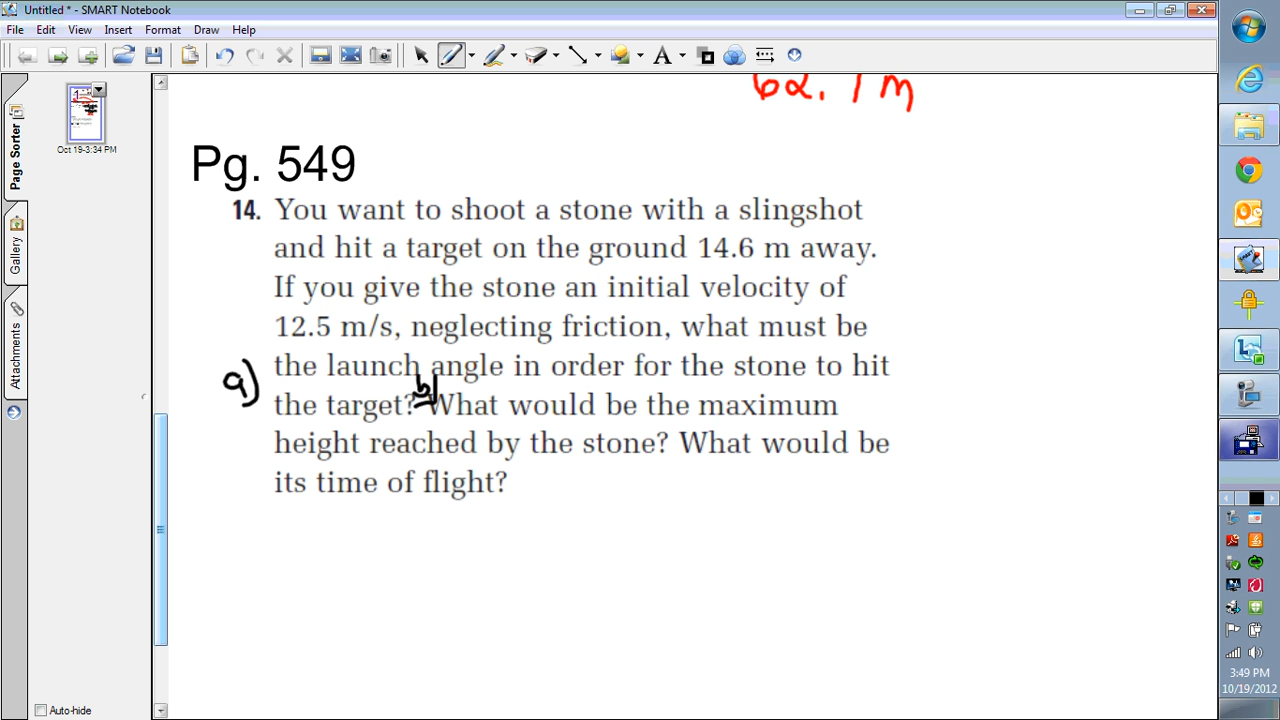 Untitled * - SMART Notebook
File Edit View Insert Format Draw Help
Page Sorter
Gallery
Attachments
1
Oct 19-3:34 PM
62.1 m
Pg. 549
14. You want to shoot a stone with a slingshot
and hit a target on the ground 14.6 m away.
If you give the stone an initial velocity of
12.5 m/s, neglecting friction, what must be
a) the launch angle in order for the stone to hit
the target? b) What would be the maximum
height reached by the stone? What would be
its time of flight?
Auto-hide
3:49 PM
10/19/2012